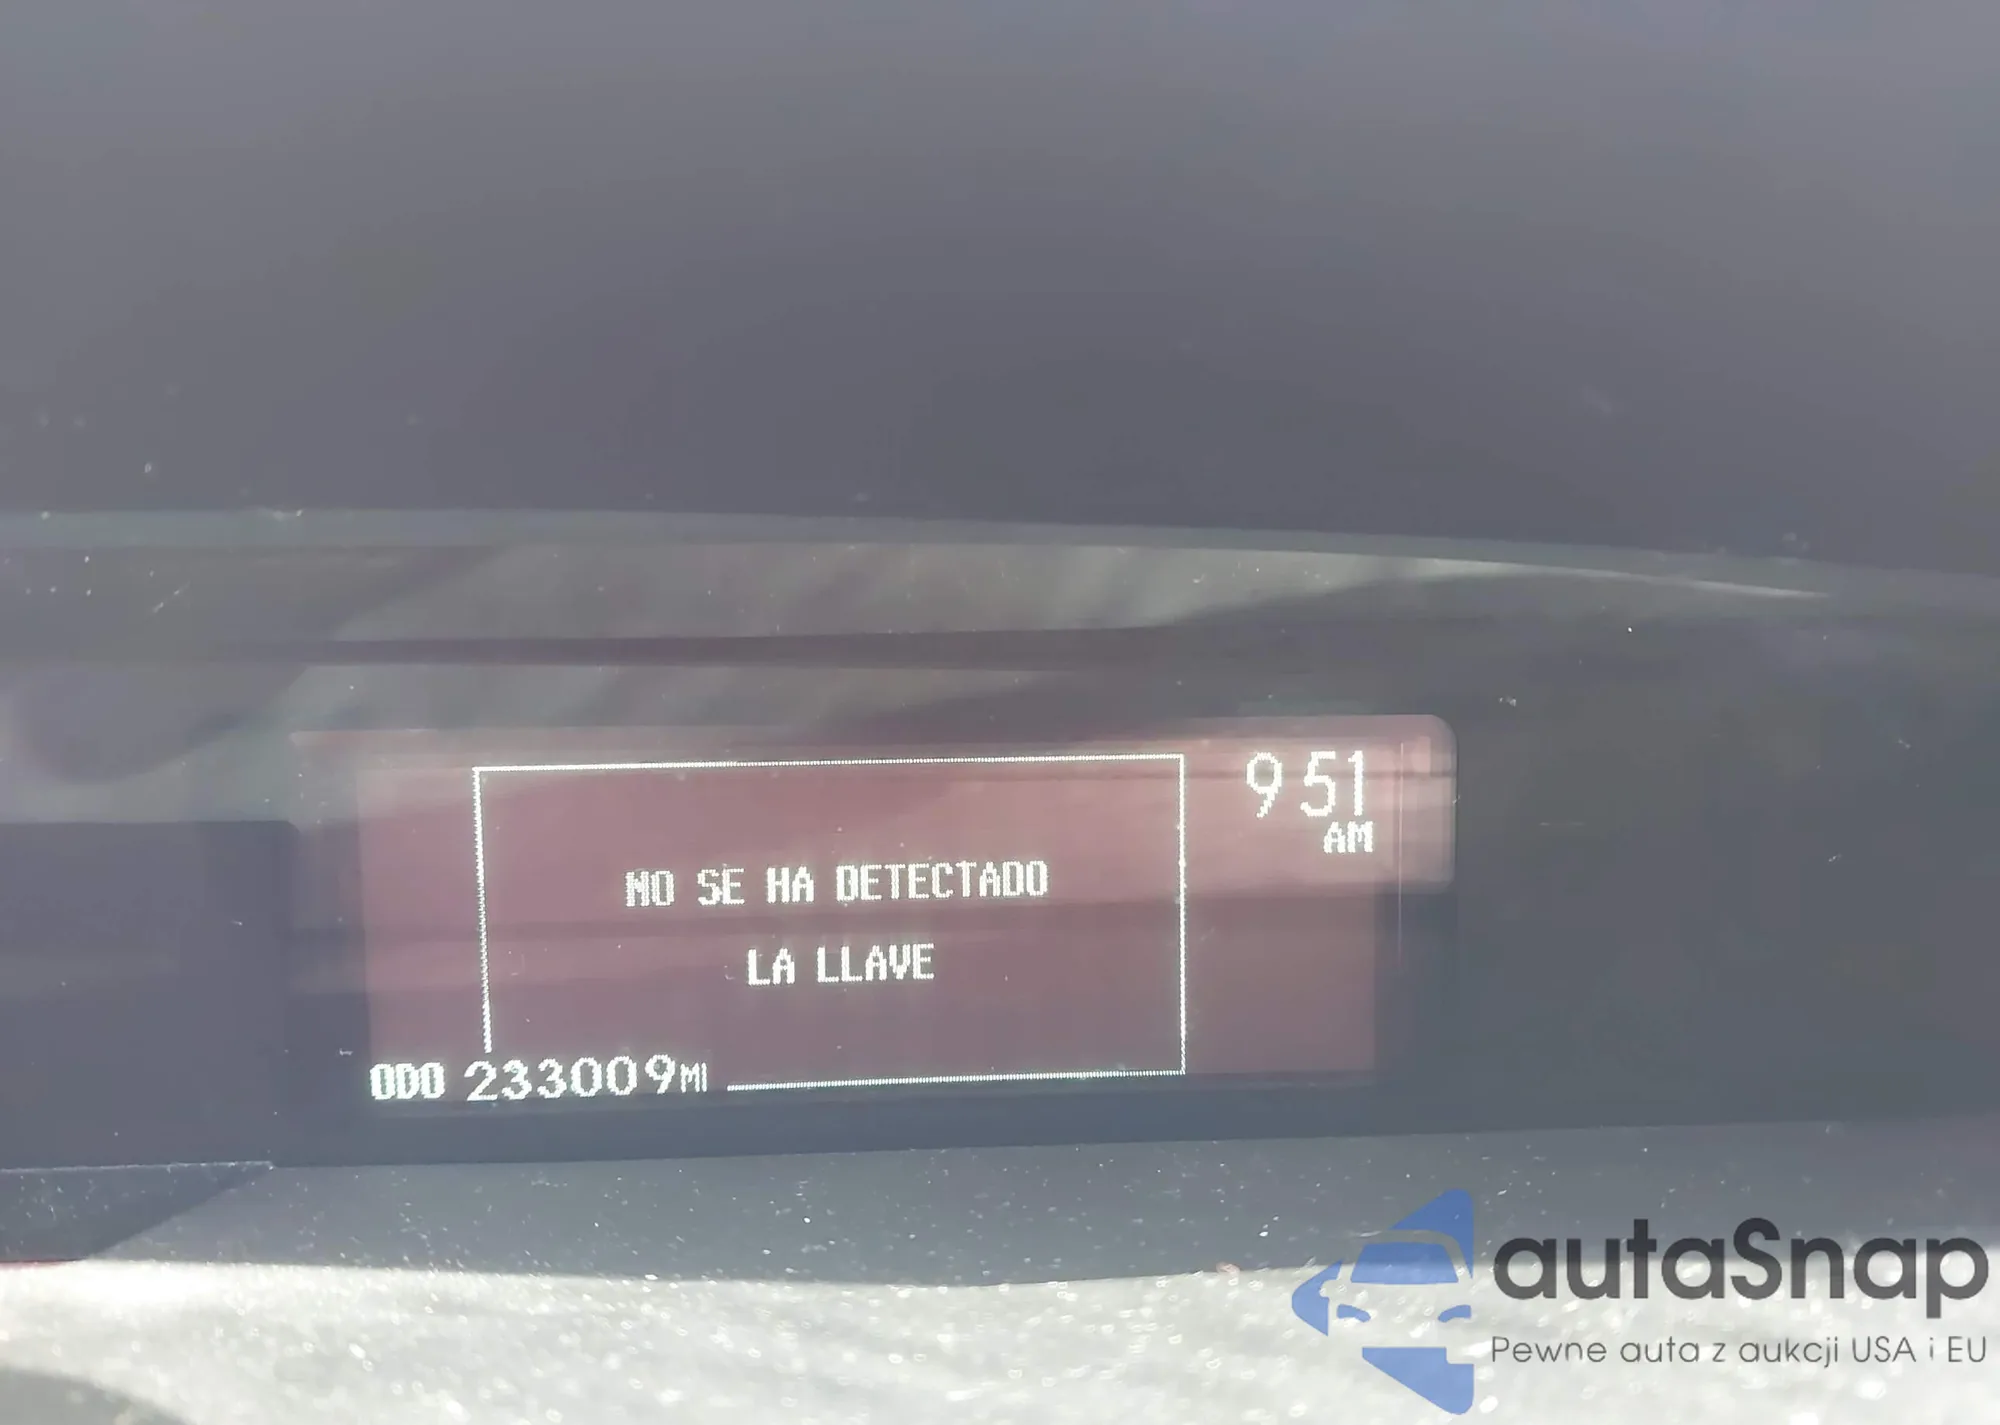 9 51
AM
NO SE HA DETECTADO
LA LLAVE
ODO 233009MI
autaSnap
Pewne auta z aukcji USA i EU